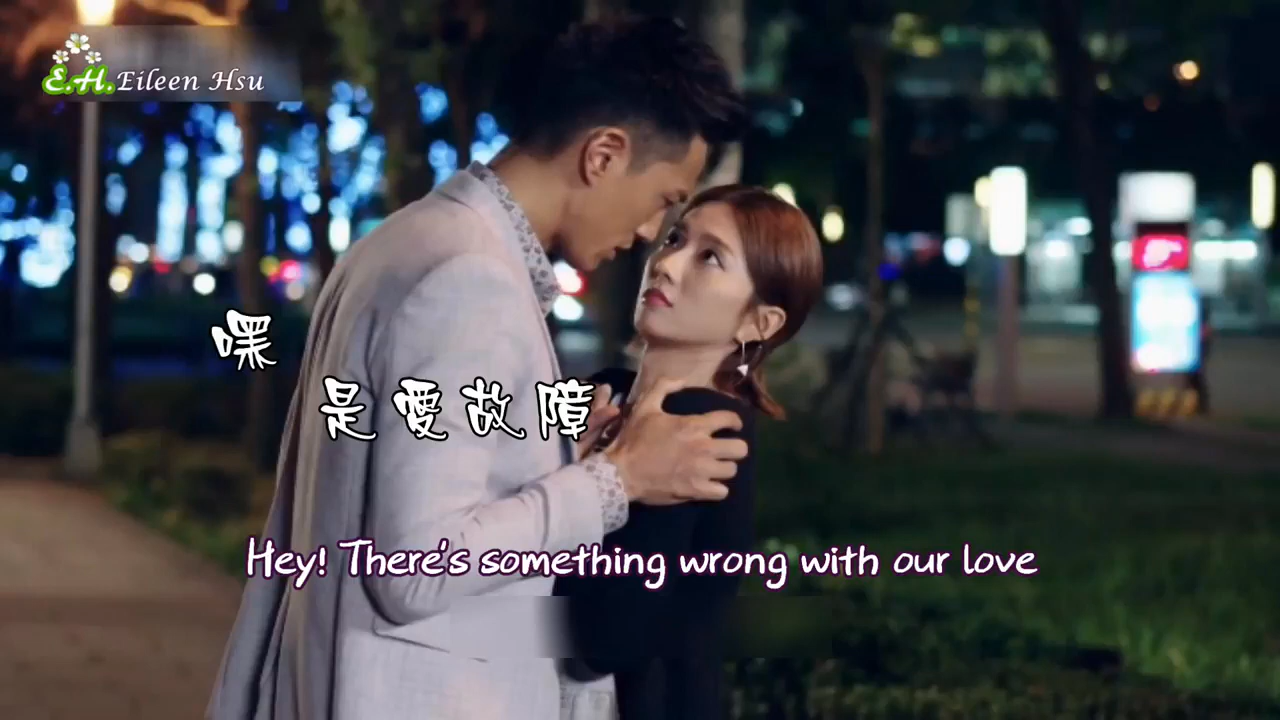 E.H. Eileen Hsu
嘿
是愛故障
Hey! There's something wrong with our love